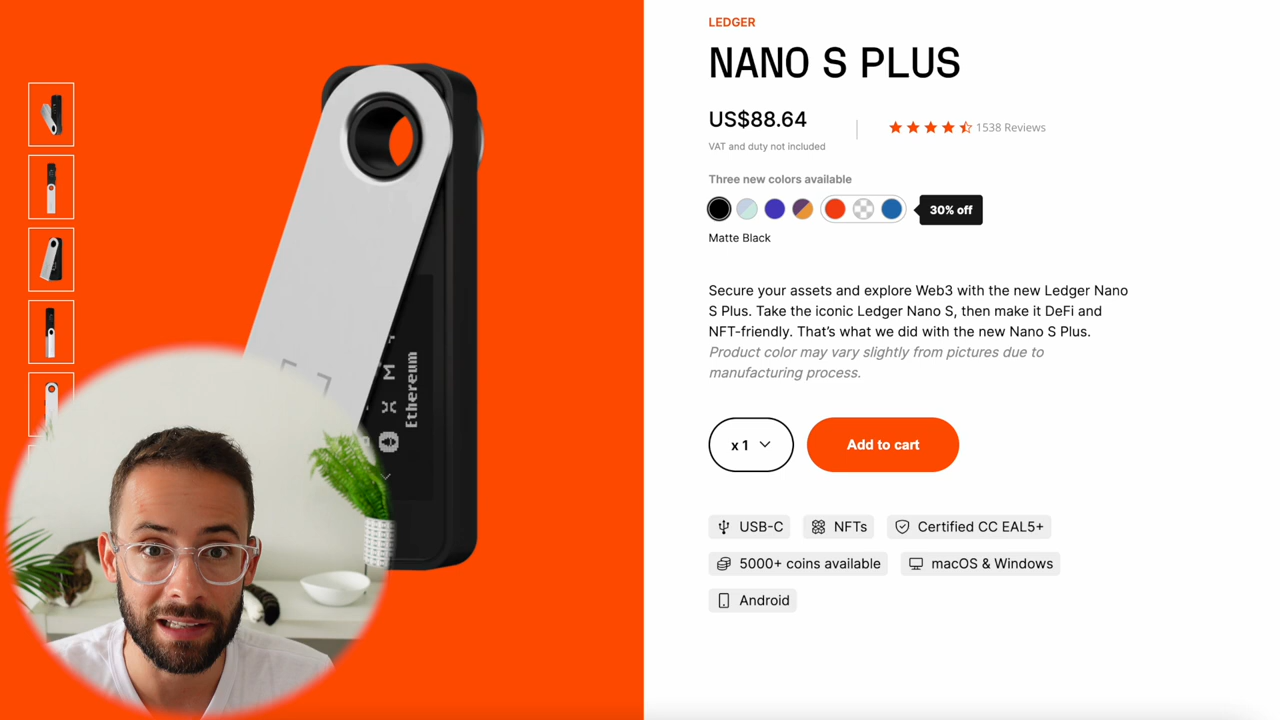 LEDGER
NANO S PLUS
US$88.64
1538 Reviews
VAT and duty not included
Three new colors available
30% off
Matte Black
Secure your assets and explore Web3 with the new Ledger Nano
S Plus. Take the iconic Ledger Nano S, then make it DeFi and
NFT-friendly. That’s what we did with the new Nano S Plus.
Product color may vary slightly from pictures due to
manufacturing process.
x 1
Add to cart
USB-C
NFTs
Certified CC EAL5+
5000+ coins available
macOS & Windows
Android
Ethereum